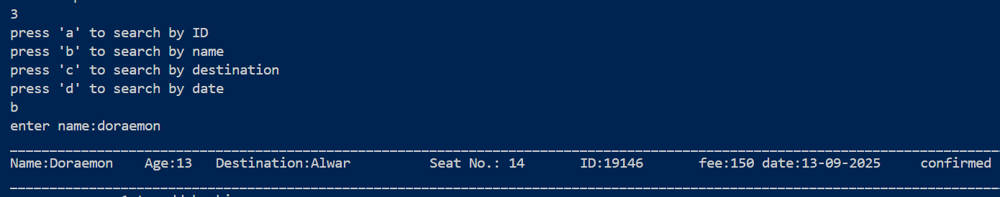 3
press 'a' to search by ID
press 'b' to search by name
press 'c' to search by destination
press 'd' to search by date
b
enter name:doraemon
Name:Doraemon    Age:13   Destination:Alwar          Seat No.: 14       ID:19146       fee:150 date:13-09-2025     confirmed